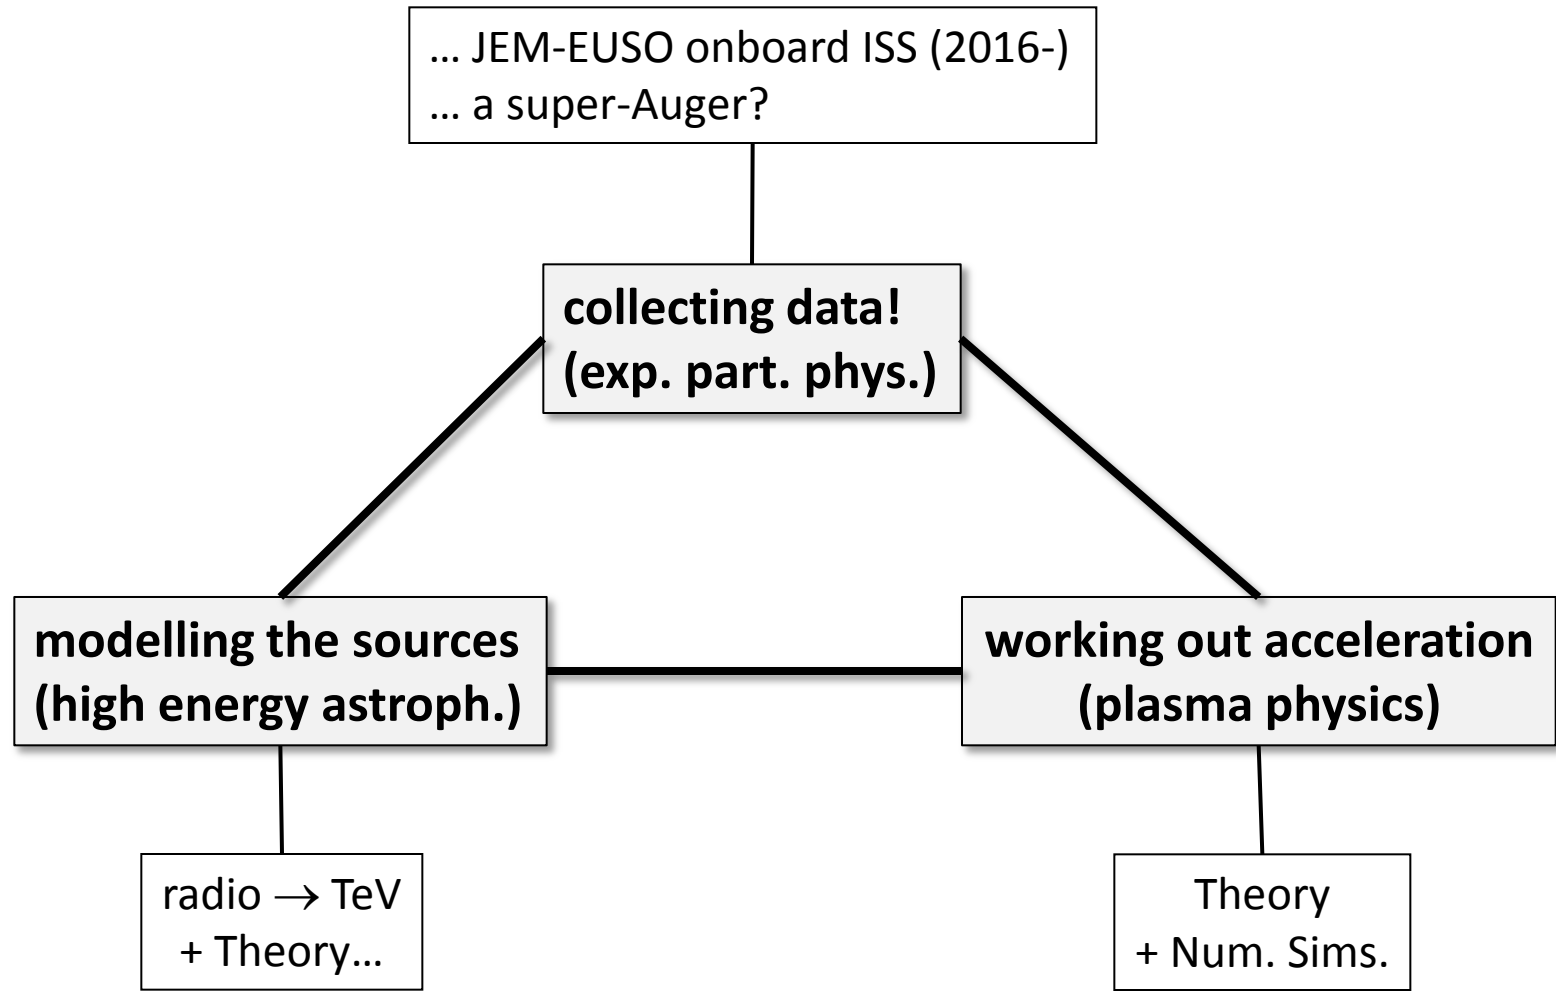 ... JEM-EUSO onboard ISS (2016-)
... a super-Auger?
collecting data!
(exp. part. phys.)
modelling the sources
(high energy astroph.)
working out acceleration
(plasma physics)
radio → TeV
+ Theory...
Theory
+ Num. Sims.